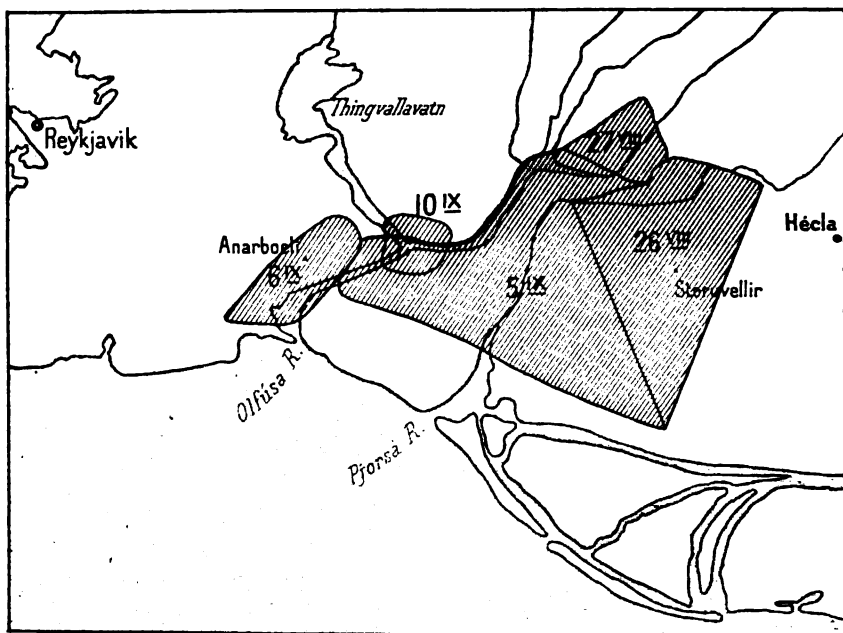 Thingvallavatn
Reykjavik
27 VIII
10 IX
Hécla
Anarboeli
26 VIII
6 IX
5 IX
Storuvellir
Olfúsa R.
Pjorsá R.